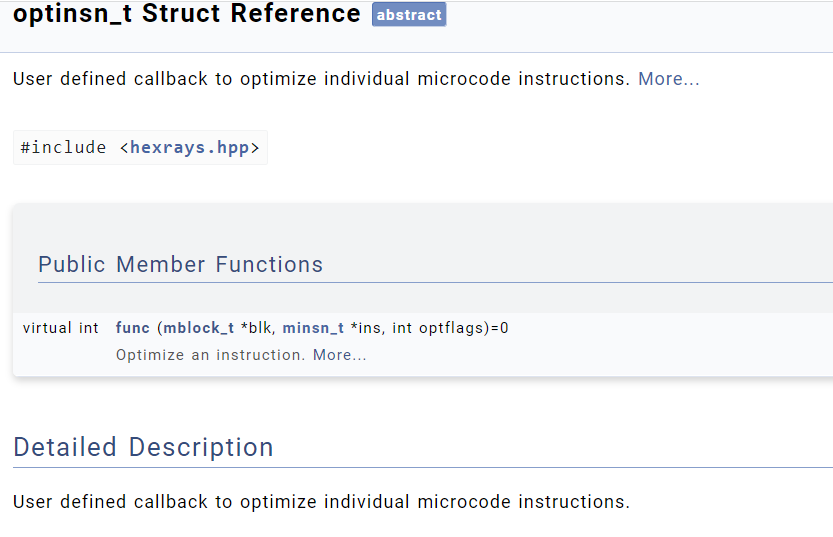 optinsn_t Struct Reference abstract
User defined callback to optimize individual microcode instructions. More...
#include <hexrays.hpp>
Public Member Functions
virtual int func (mblock_t *blk, minsn_t *ins, int optflags)=0
Optimize an instruction. More...
Detailed Description
User defined callback to optimize individual microcode instructions.